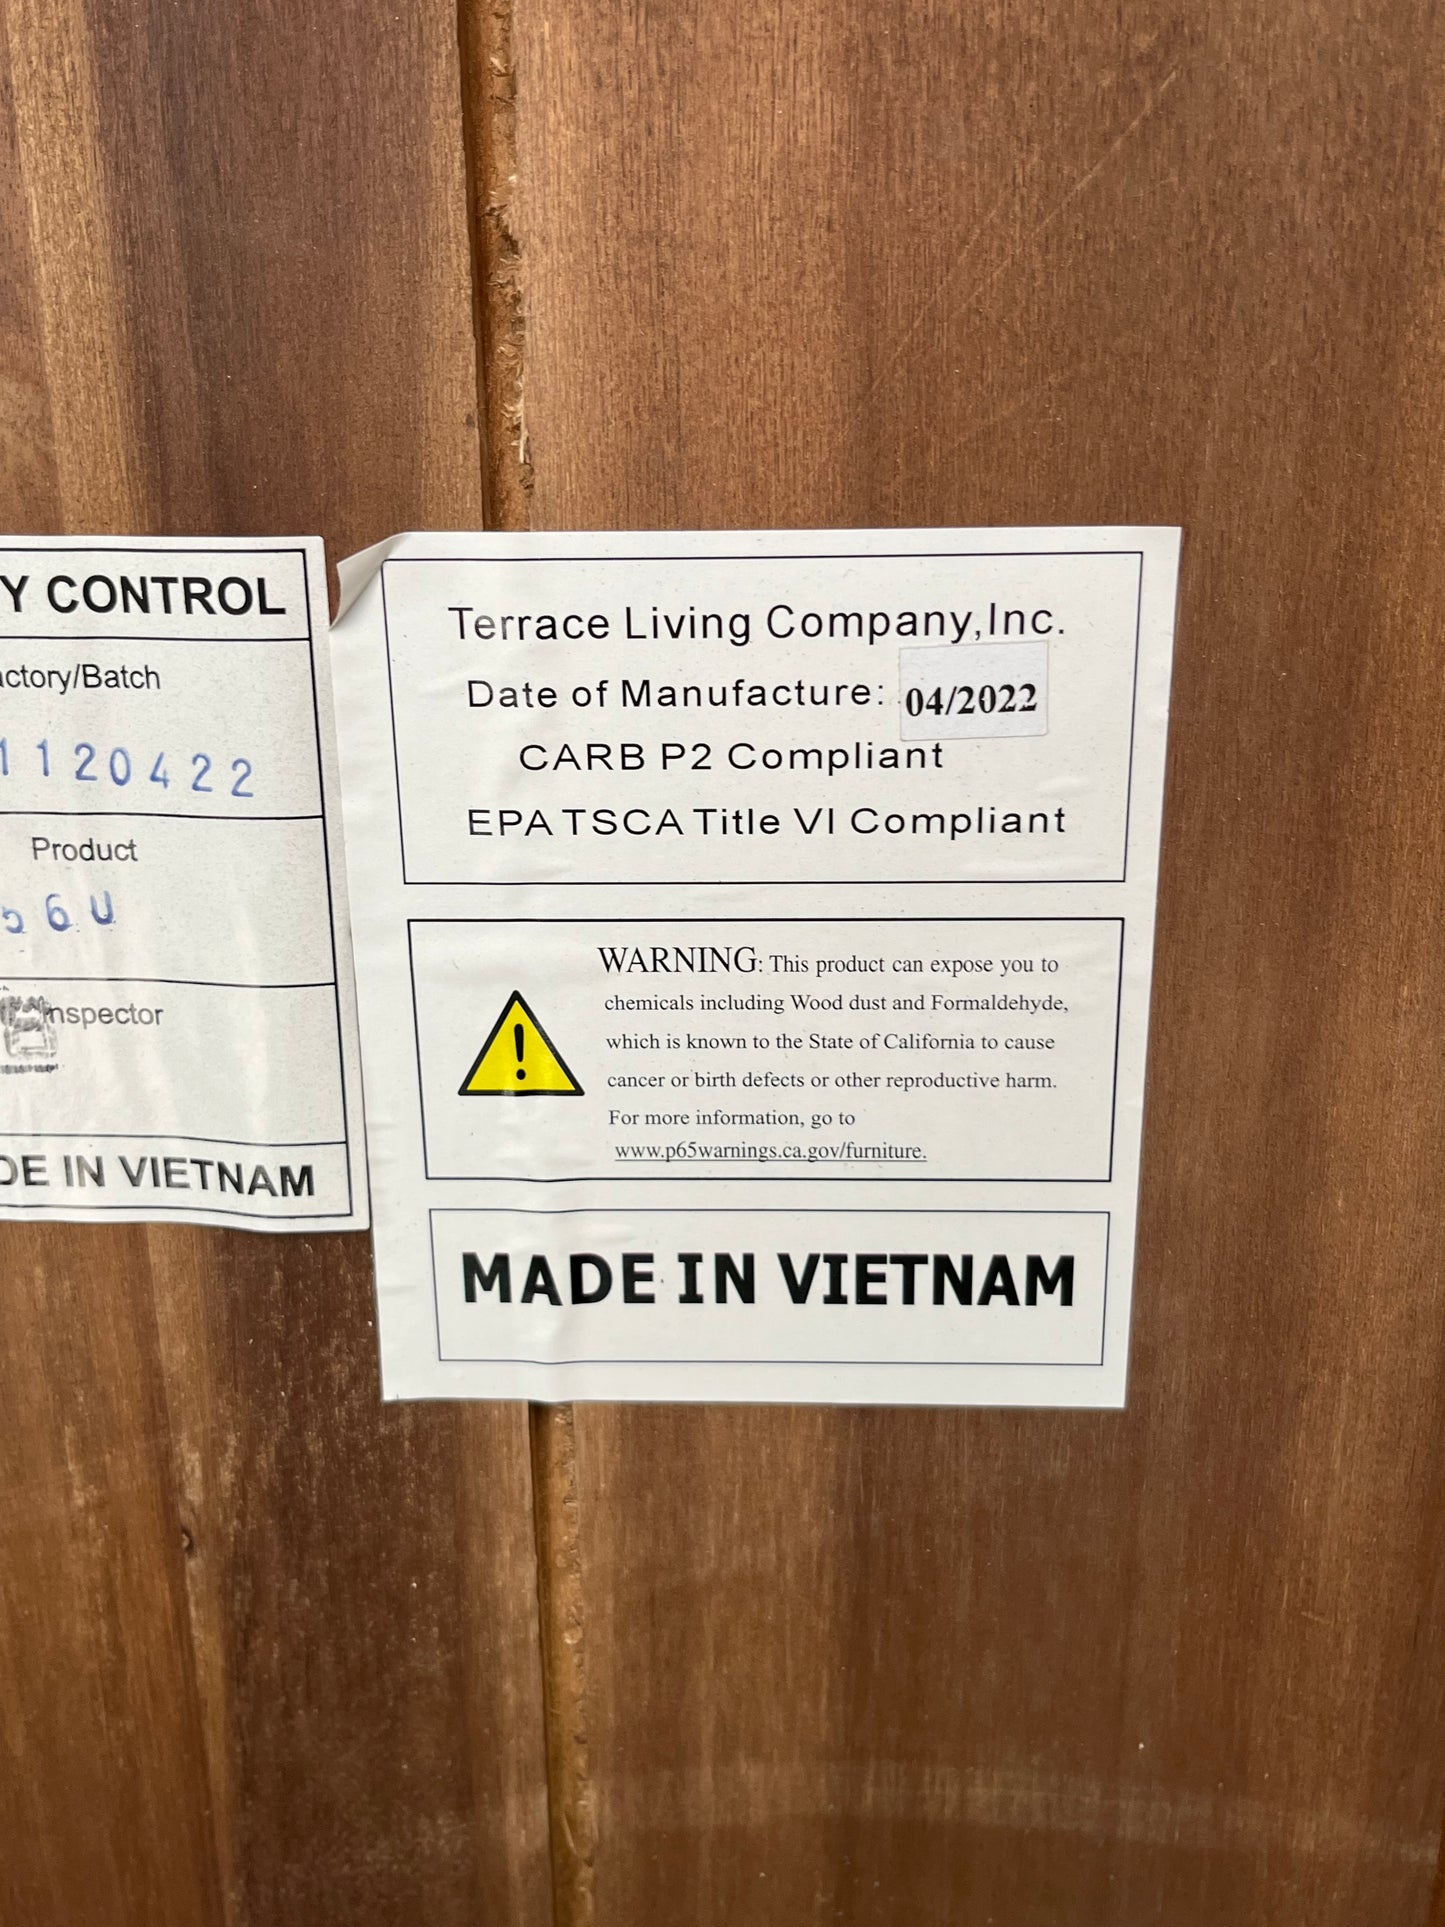 Y CONTROL
ctory/Batch
1120422
Product
56U
nspector
DE IN VIETNAM
Terrace Living Company,Inc.
Date of Manufacture: 04/2022
CARB P2 Compliant
EPA TSCA Title VI Compliant
WARNING: This product can expose you to
chemicals including Wood dust and Formaldehyde,
which is known to the State of California to cause
cancer or birth defects or other reproductive harm.
For more information, go to
www.p65warnings.ca.gov/furniture.
MADE IN VIETNAM